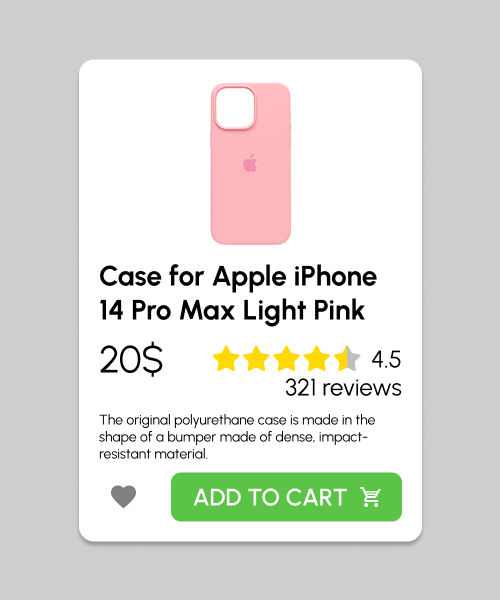 Case for Apple iPhone
14 Pro Max Light Pink
20$
4.5
321 reviews
The original polyurethane case is made in the
shape of a bumper made of dense, impact-
resistant material.
ADD TO CART